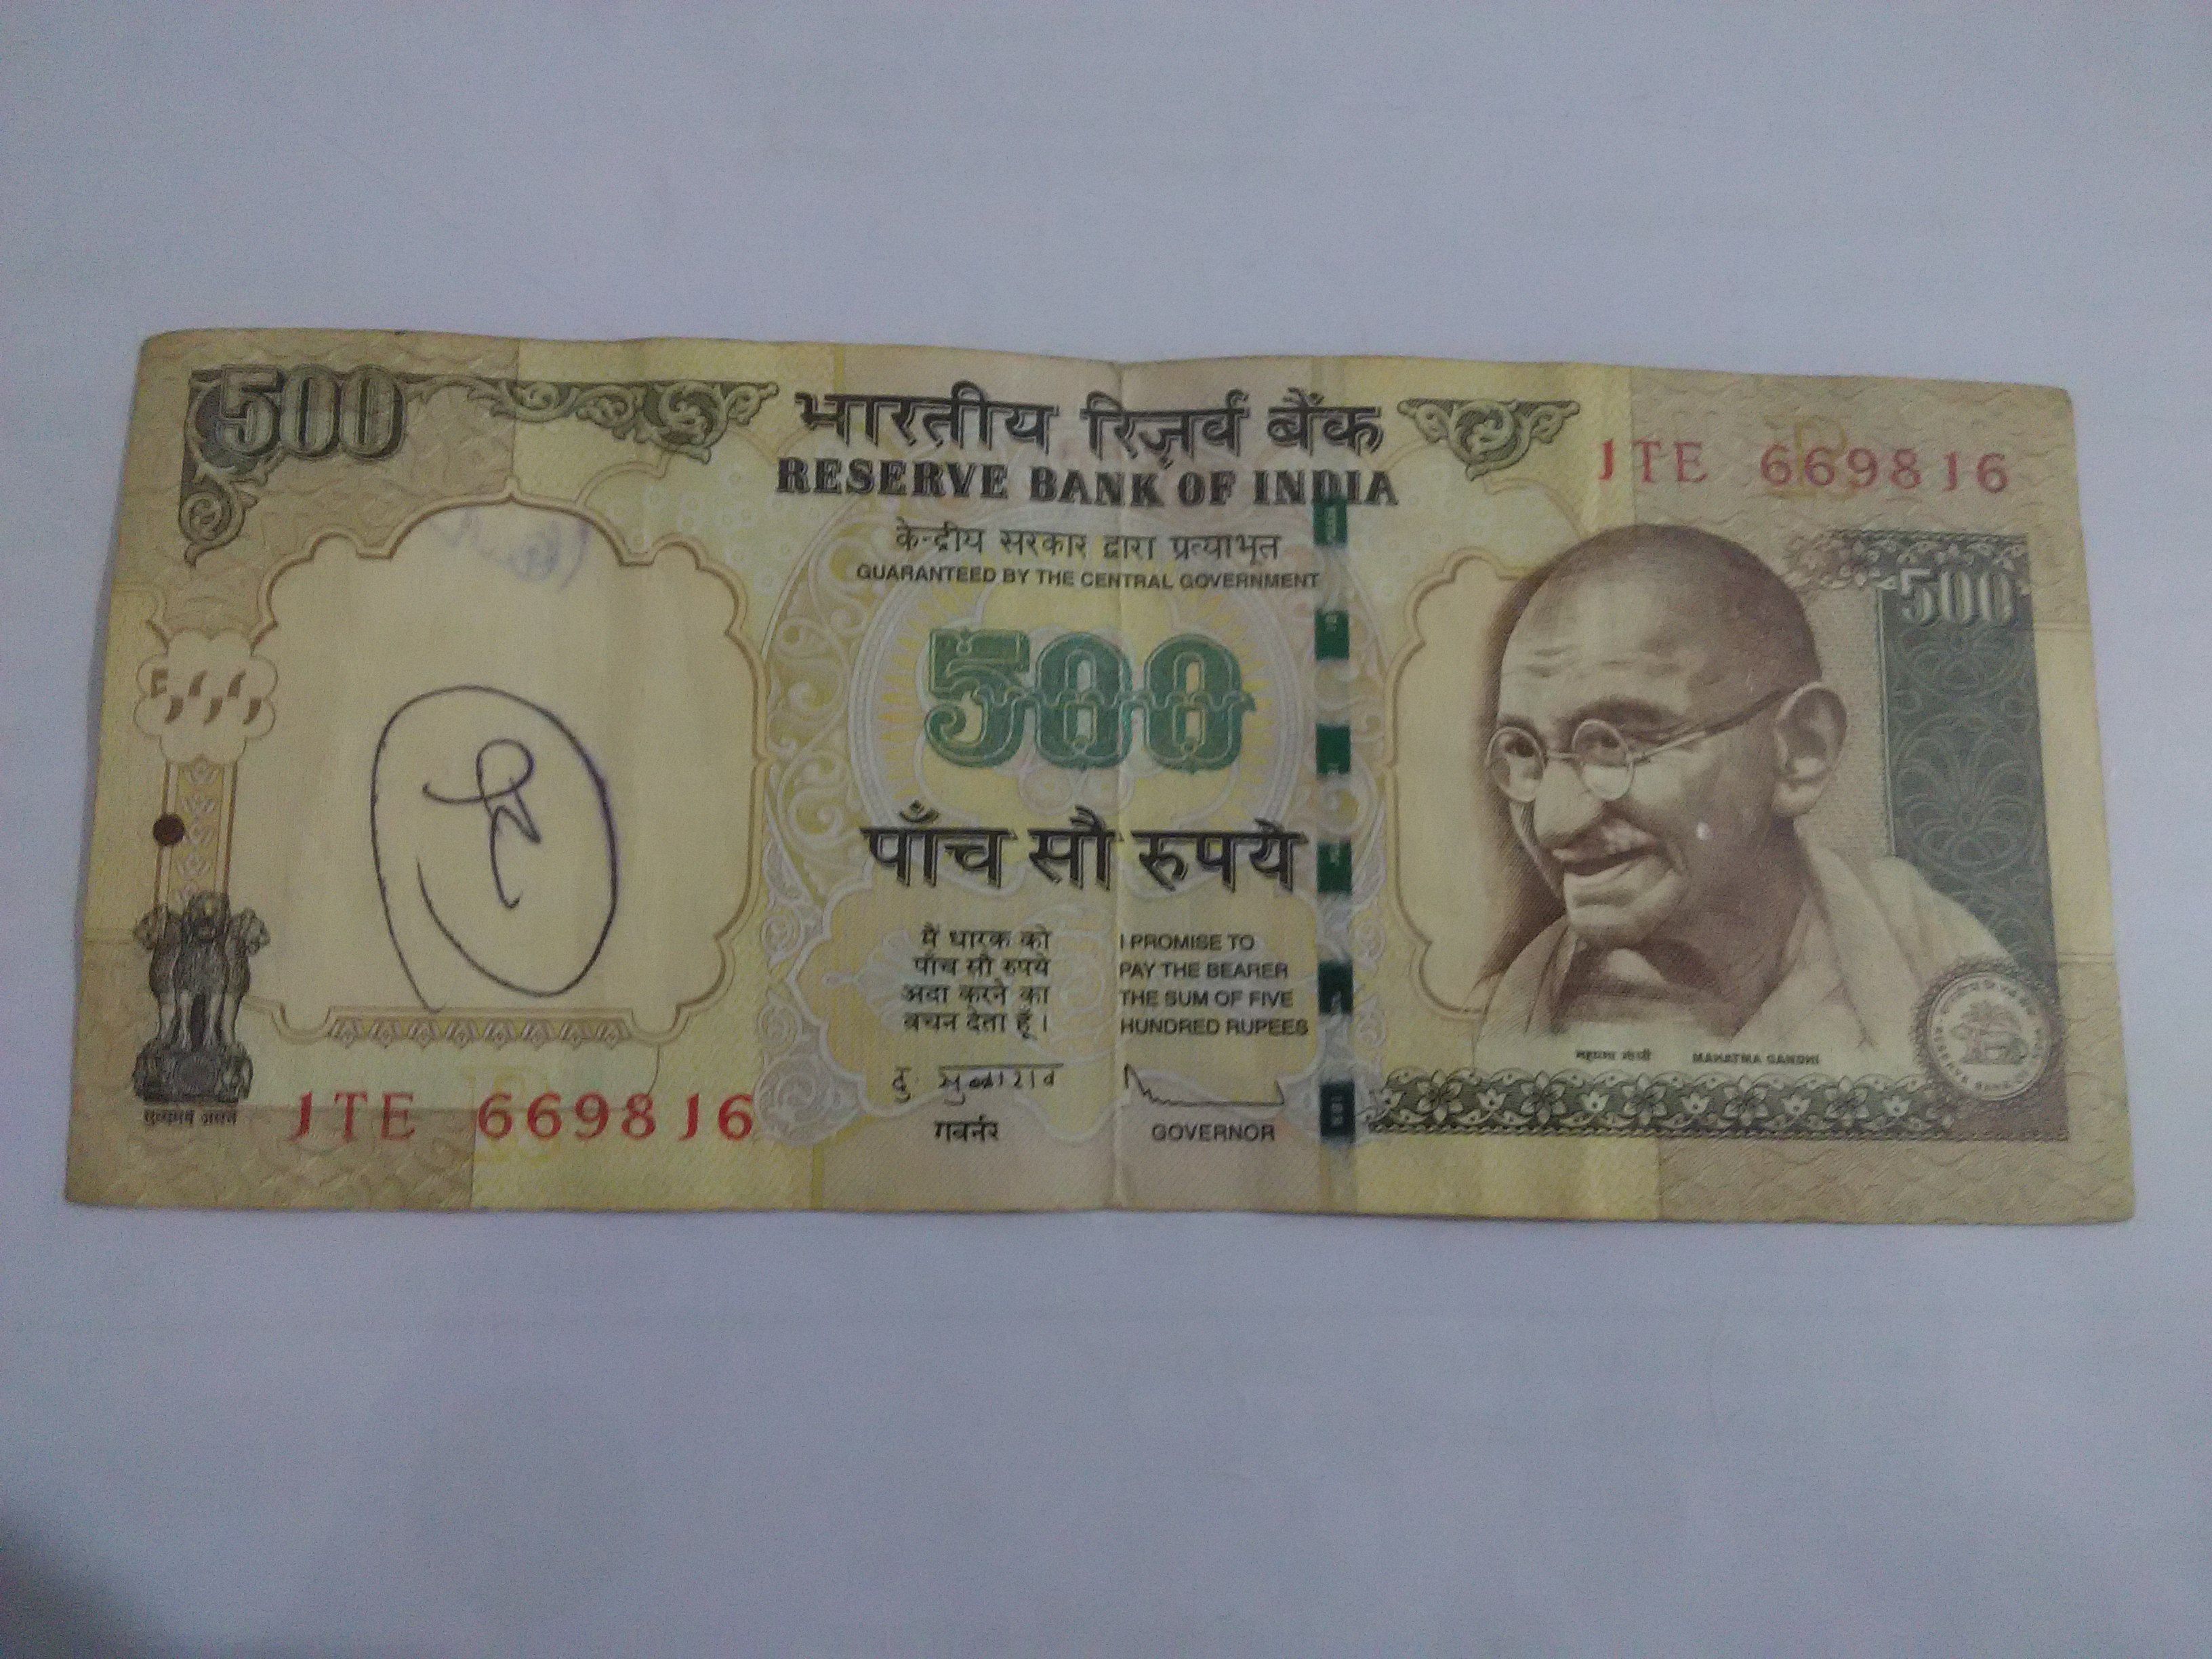 500
भारतीय रिज़र्व बैंक
RESERVE BANK OF INDIA
1TE 669816
केन्द्रीय सरकार द्वारा प्रत्याभूत
GUARANTEED BY THE CENTRAL GOVERNMENT
500
500
पाँच सौ रुपये
मैं धारक को
पाँच सौ रुपये
अदा करने का
वचन देता हूँ।
I PROMISE TO
PAY THE BEARER
THE SUM OF FIVE
HUNDRED RUPEES
महात्मा गांधी MAHATMA GANDHI
गवर्नर
GOVERNOR
सत्यमेव जयते
1TE 669816